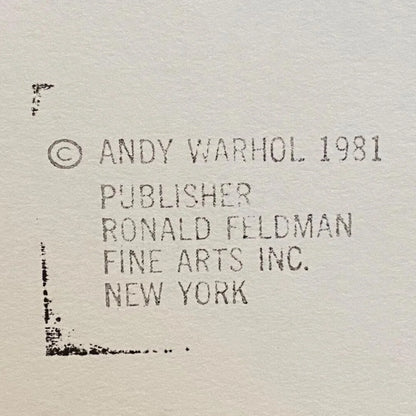 © ANDY WARHOL 1981
PUBLISHER
RONALD FELDMAN
FINE ARTS INC.
NEW YORK